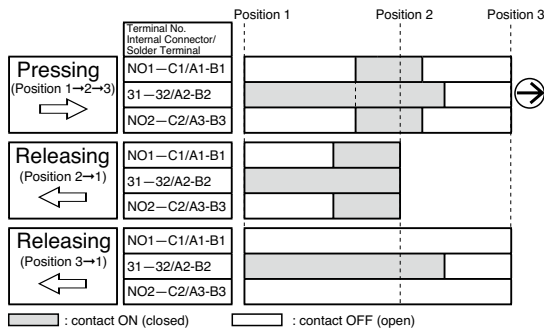 Position 1
Position 2
Position 3
Terminal No.
Internal Connector/
Solder Terminal
Pressing
(Position 1→2→3)
NO1—C1/A1-B1
31—32/A2-B2
NO2—C2/A3-B3
Releasing
(Position 2→1)
NO1—C1/A1-B1
31—32/A2-B2
NO2—C2/A3-B3
Releasing
(Position 3→1)
NO1—C1/A1-B1
31—32/A2-B2
NO2—C2/A3-B3
: contact ON (closed)
: contact OFF (open)